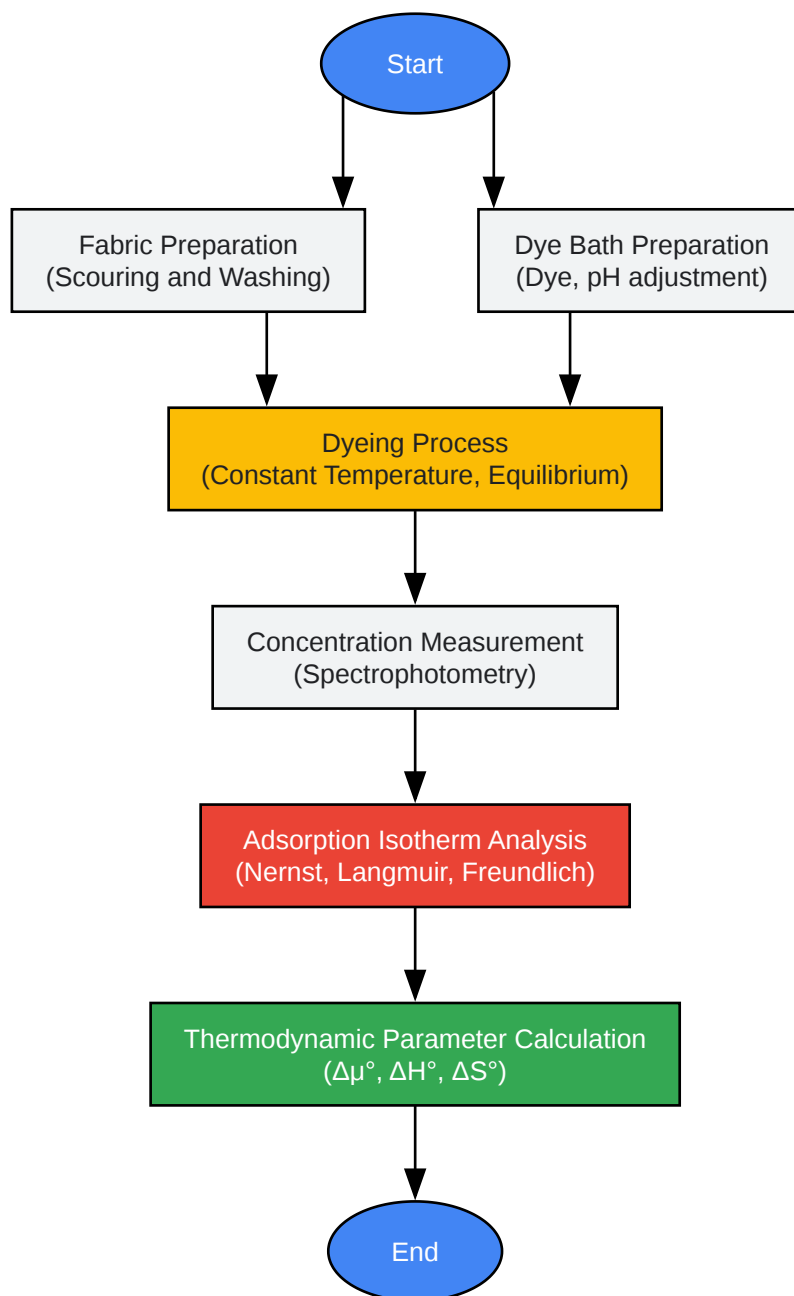 Start
Fabric Preparation
(Scouring and Washing)
Dye Bath Preparation
(Dye, pH adjustment)
Dyeing Process
(Constant Temperature, Equilibrium)
Concentration Measurement
(Spectrophotometry)
Adsorption Isotherm Analysis
(Nernst, Langmuir, Freundlich)
Thermodynamic Parameter Calculation
(Δμ°, ΔH°, ΔS°)
End